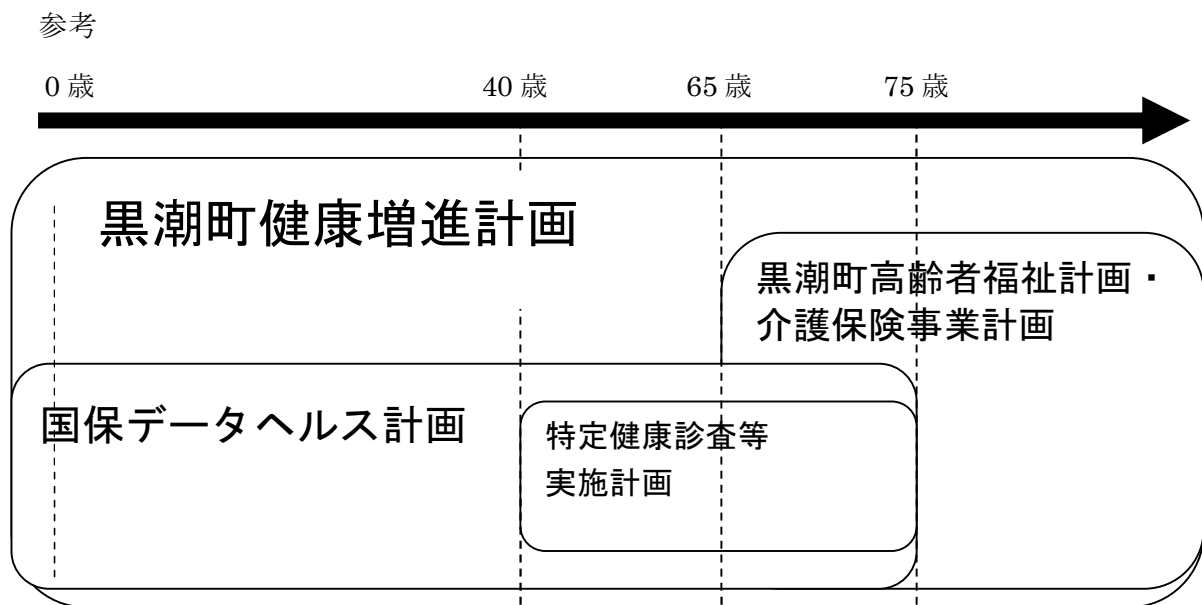 参考
0歳 40歳 65歳 75歳
黒潮町健康増進計画
黒潮町高齢者福祉計画・
介護保険事業計画
国保データヘルス計画
特定健康診査等
実施計画